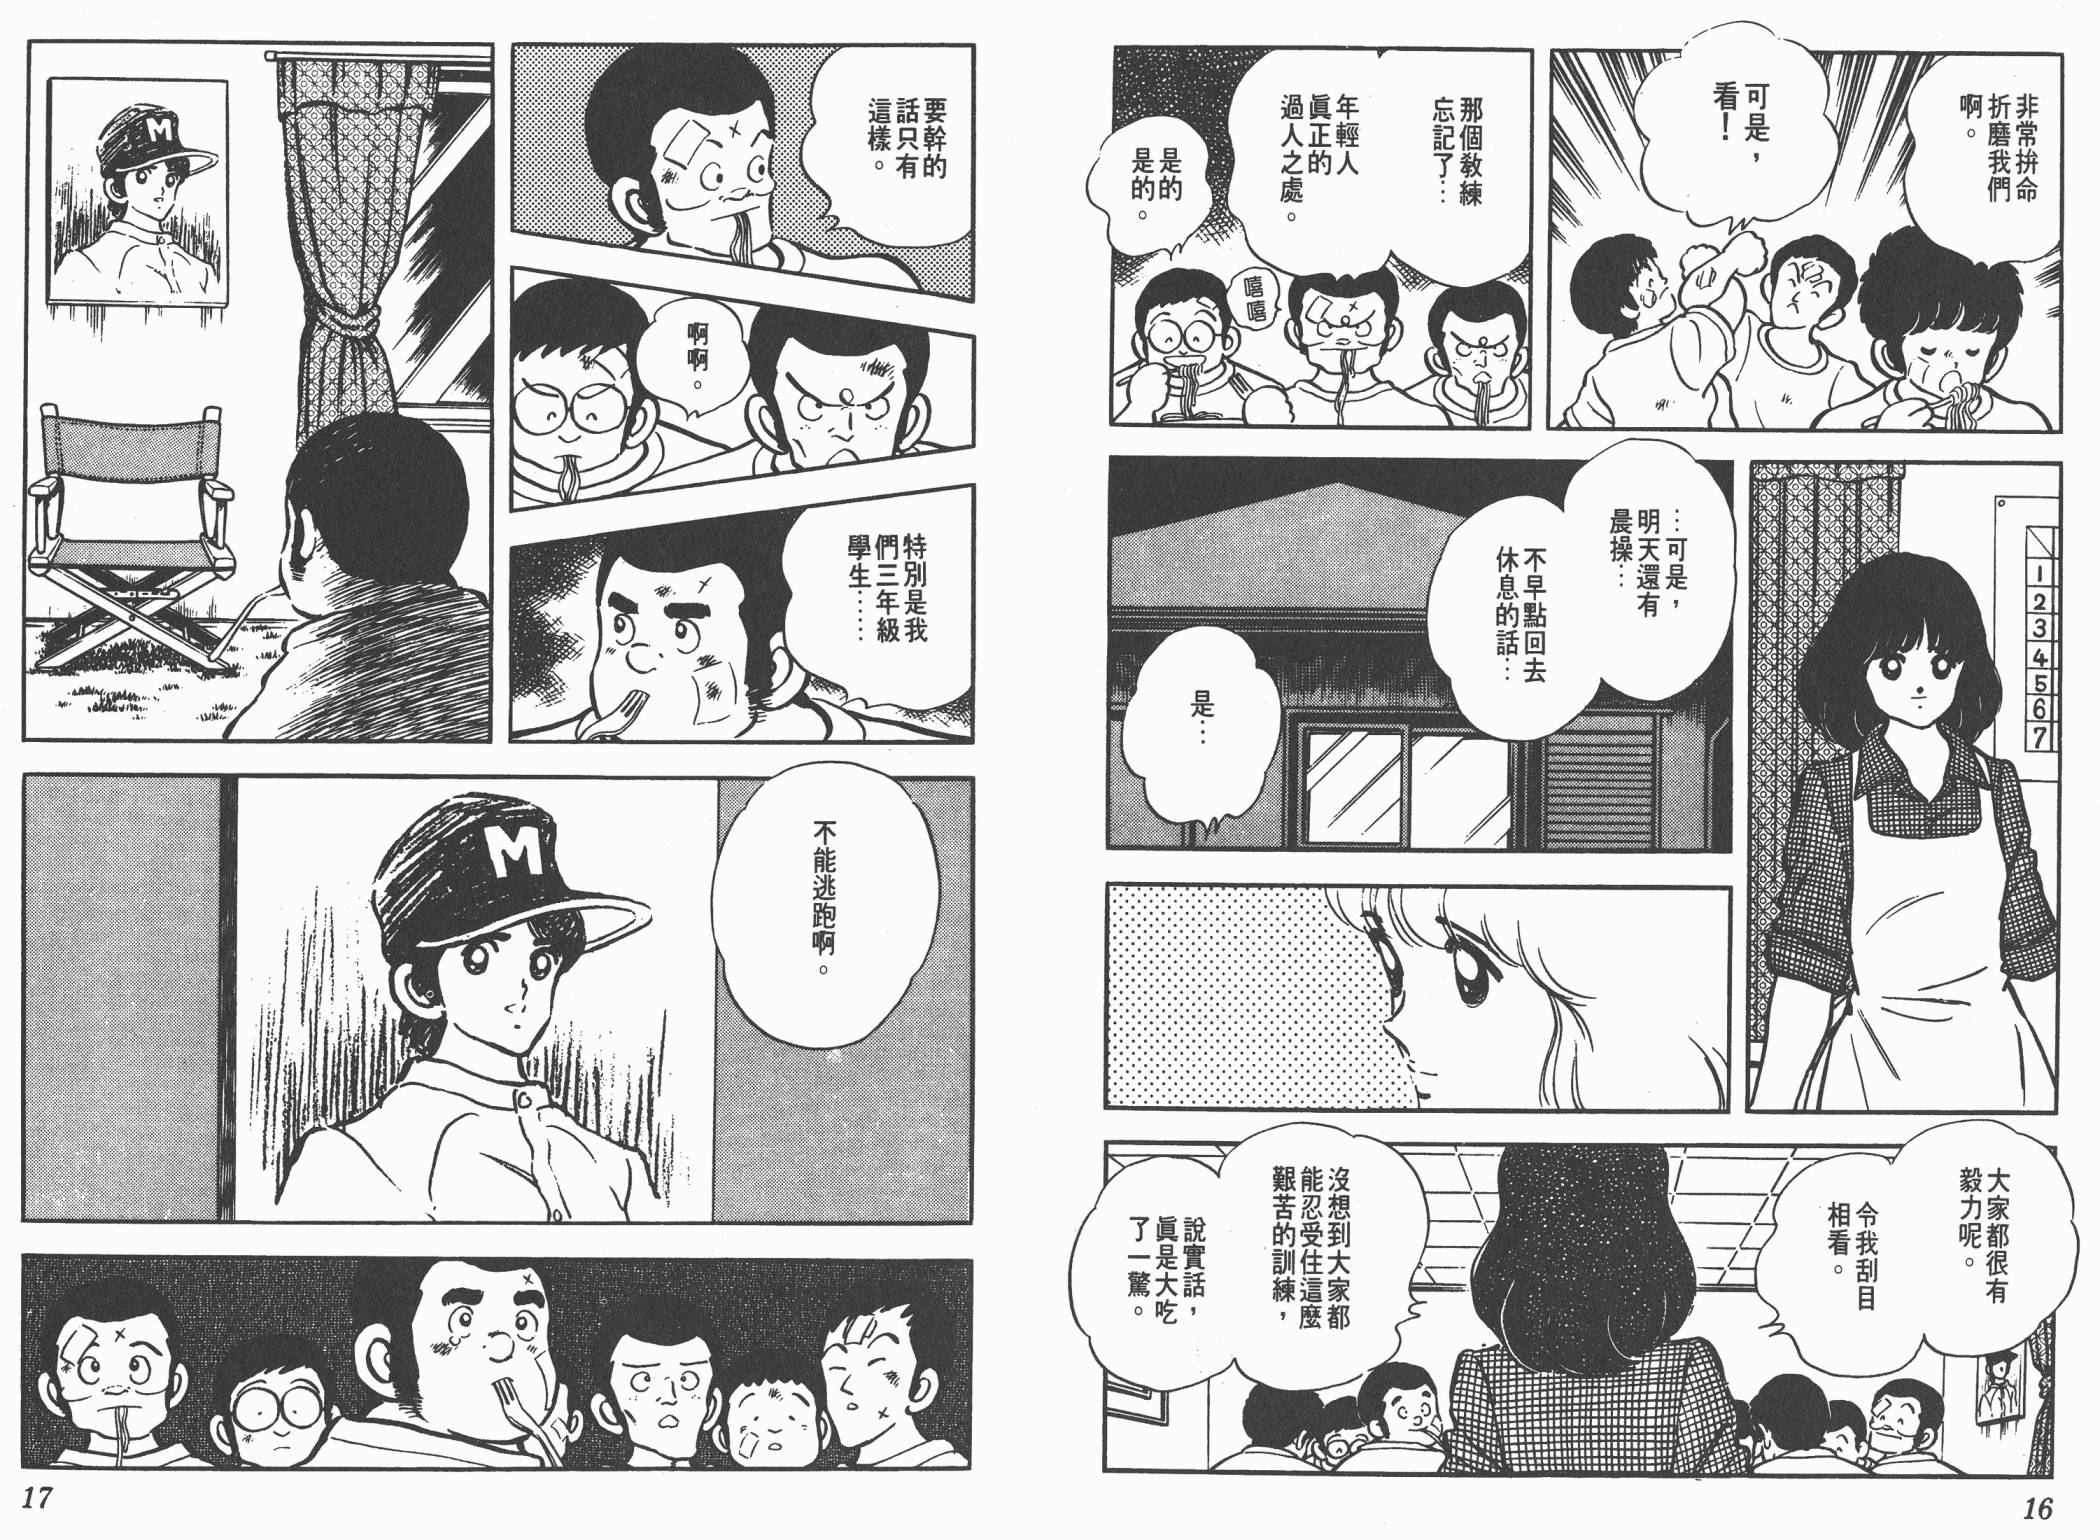 非常拚命
折磨我們
啊。
可是，
看！
那個教練
忘記了…
年輕人
眞正的
過人之處。
嘻嘻
是的
是的。
1
2
3
4
5
6
7
…可是，
明天還有
晨操…
不早點回去
休息的話…
是…
大家都很有
毅力呢。
令我刮目
相看。
沒想到大家都
能忍受住這麼
艱苦的訓練，
說實話，
眞是大吃
了一驚。
16
要幹的
話只有
這樣。
啊啊。
特別是我
們三年級
學生……
M
M
不能逃跑啊。
17